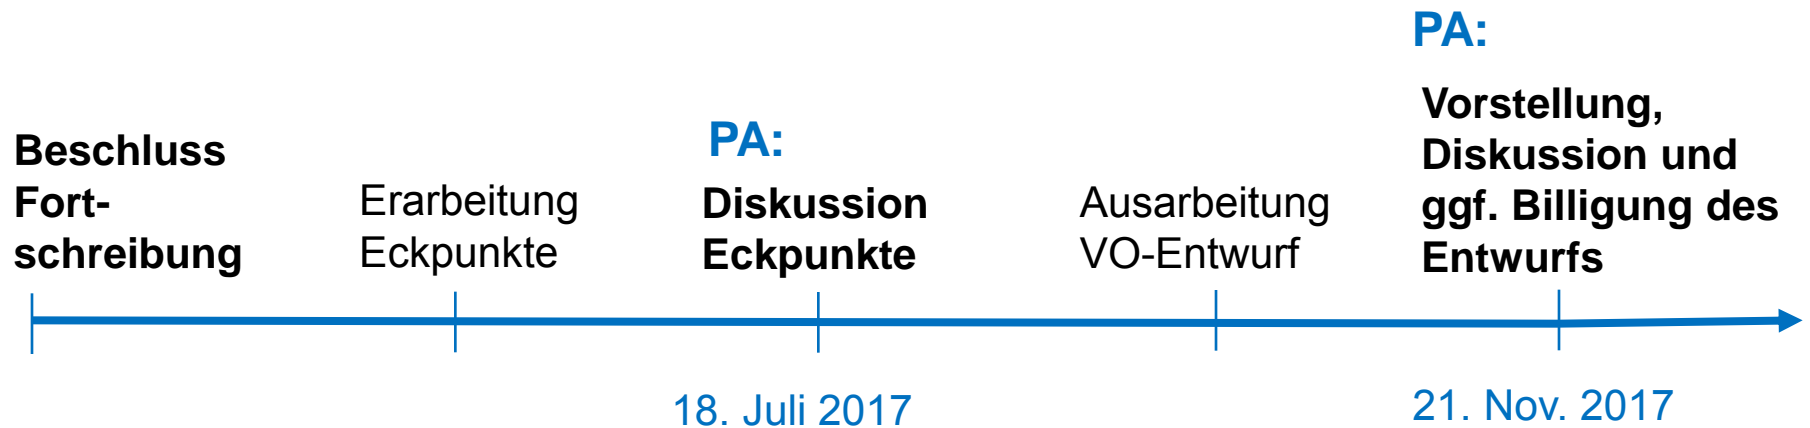 Beschluss
Fort-
schreibung
Erarbeitung
Eckpunkte
PA:
Diskussion
Eckpunkte
18. Juli 2017
Ausarbeitung
VO-Entwurf
PA:
Vorstellung,
Diskussion und
ggf. Billigung des
Entwurfs
21. Nov. 2017